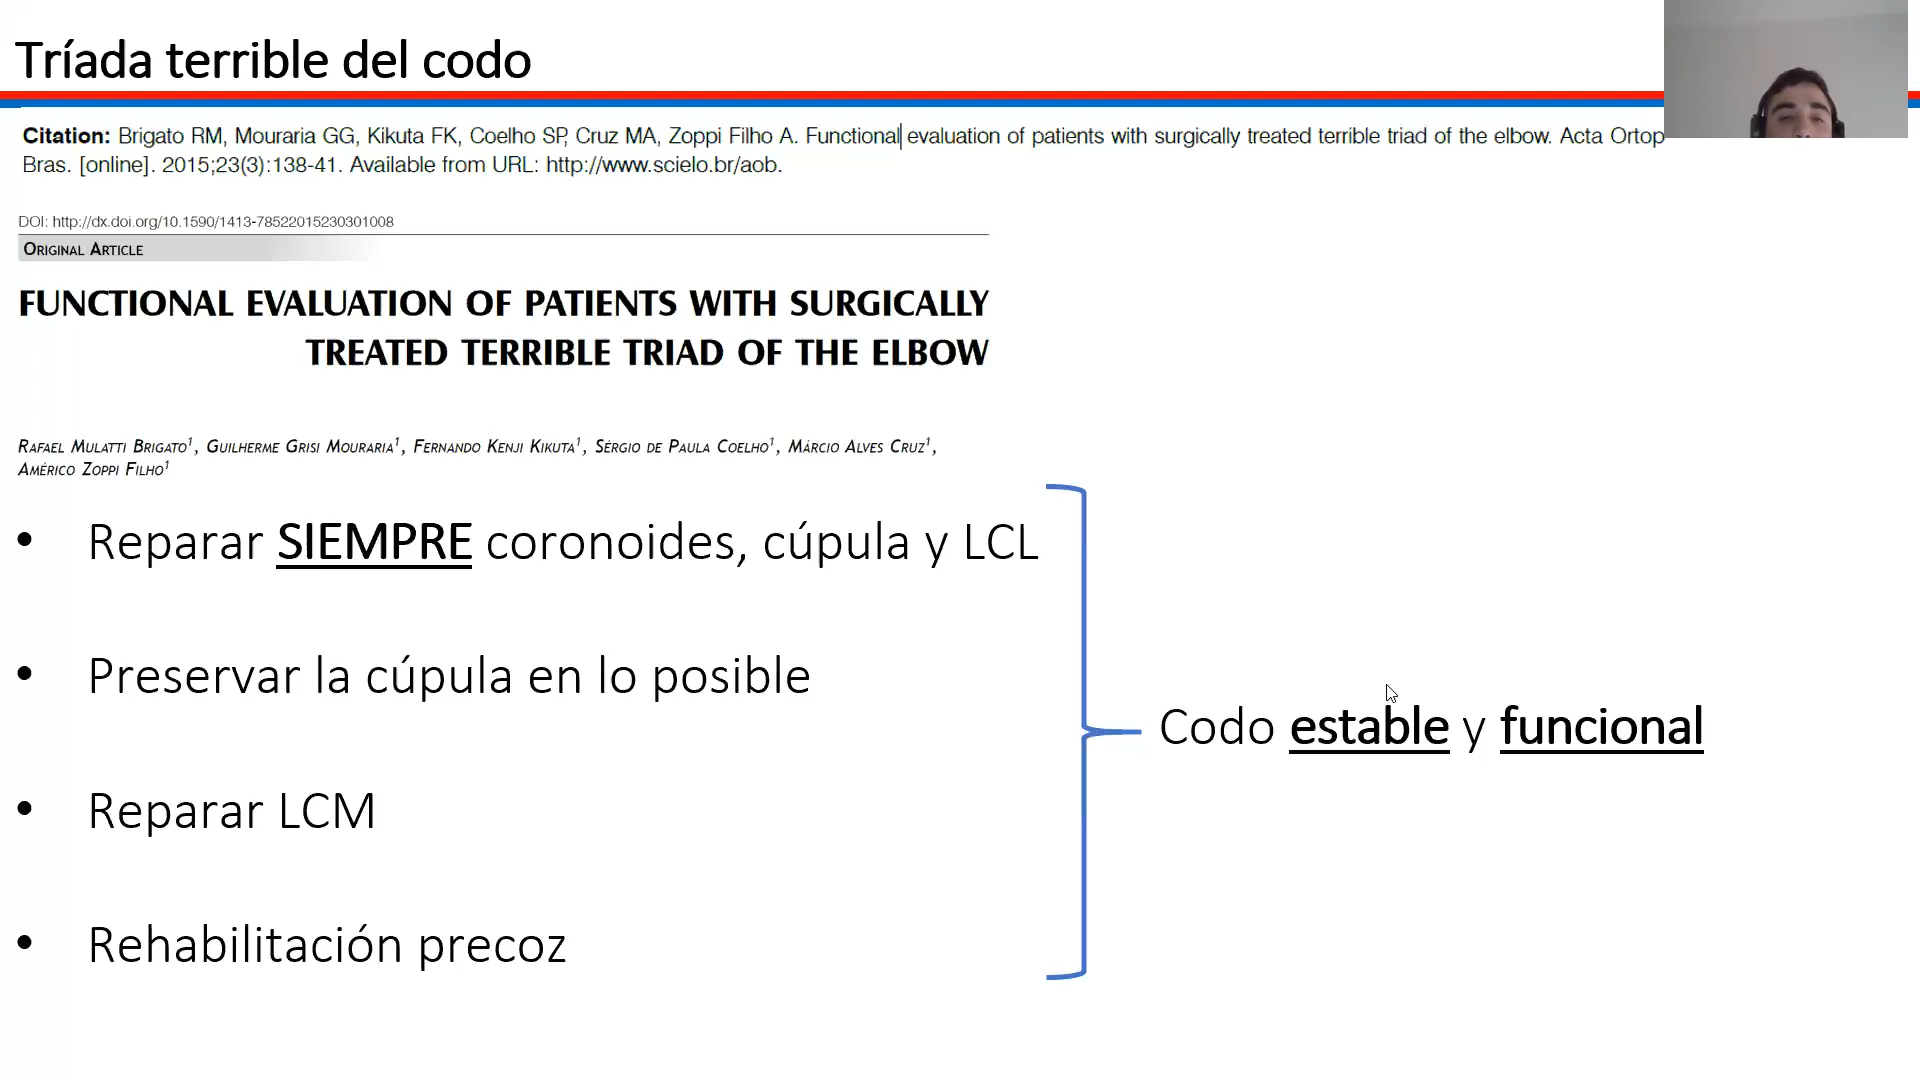 Tríada terrible del codo
Citation: Brigato RM, Mouraria GG, Kikuta FK, Coelho SP, Cruz MA, Zoppi Filho A. Functional evaluation of patients with surgically treated terrible triad of the elbow. Acta Ortop
Bras. [online]. 2015;23(3):138-41. Available from URL: http://www.scielo.br/aob.
DOI: http://dx.doi.org/10.1590/1413-78522015230301008
ORIGINAL ARTICLE
FUNCTIONAL EVALUATION OF PATIENTS WITH SURGICALLY
TREATED TERRIBLE TRIAD OF THE ELBOW
RAFAEL MULATTI BRIGATO¹, GUILHERME GRISI MOURARIA¹, FERNANDO KENJI KIKUTA¹, SÉRGIO DE PAULA COELHO¹, MÁRCIO ALVES CRUZ¹,
AMÉRICO ZOPPI FILHO¹
• Reparar SIEMPRE coronoides, cúpula y LCL
• Preservar la cúpula en lo posible
• Reparar LCM
• Rehabilitación precoz
Codo estable y funcional